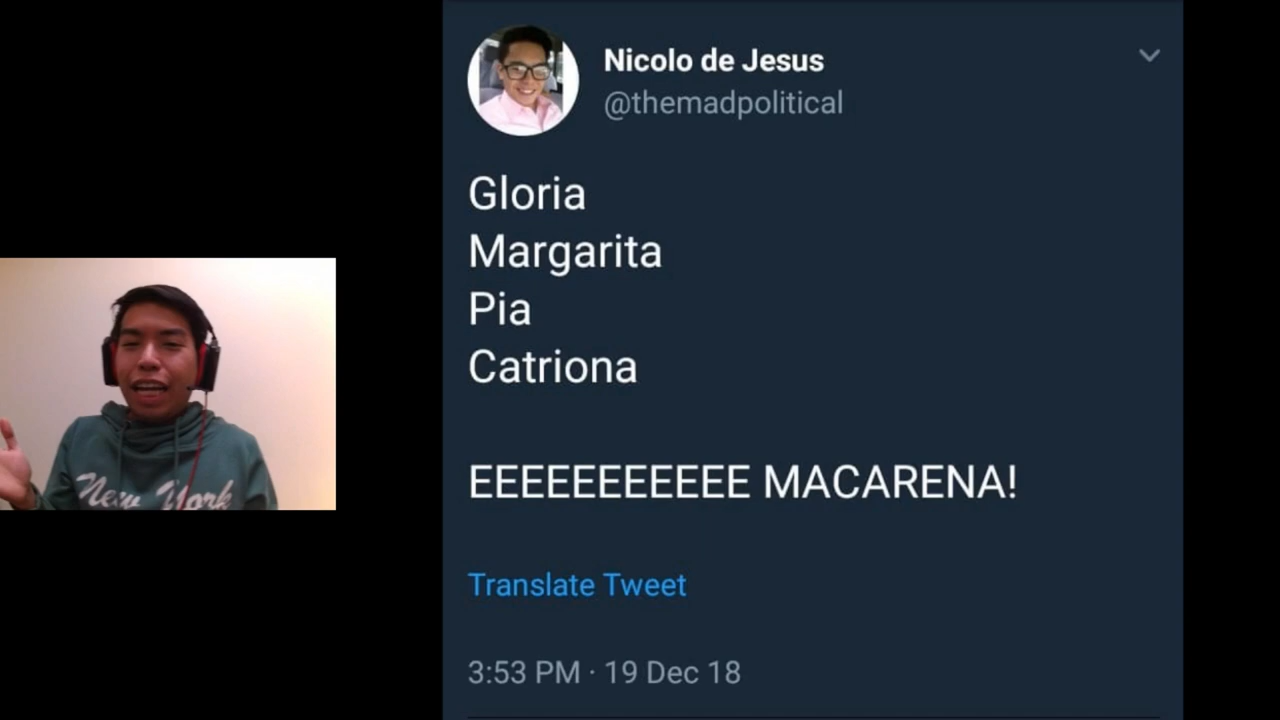 Nicolo de Jesus
@themadpolitical
Gloria
Margarita
Pia
Catriona
EEEEEEEEEEE MACARENA!
Translate Tweet
3:53 PM · 19 Dec 18
New York